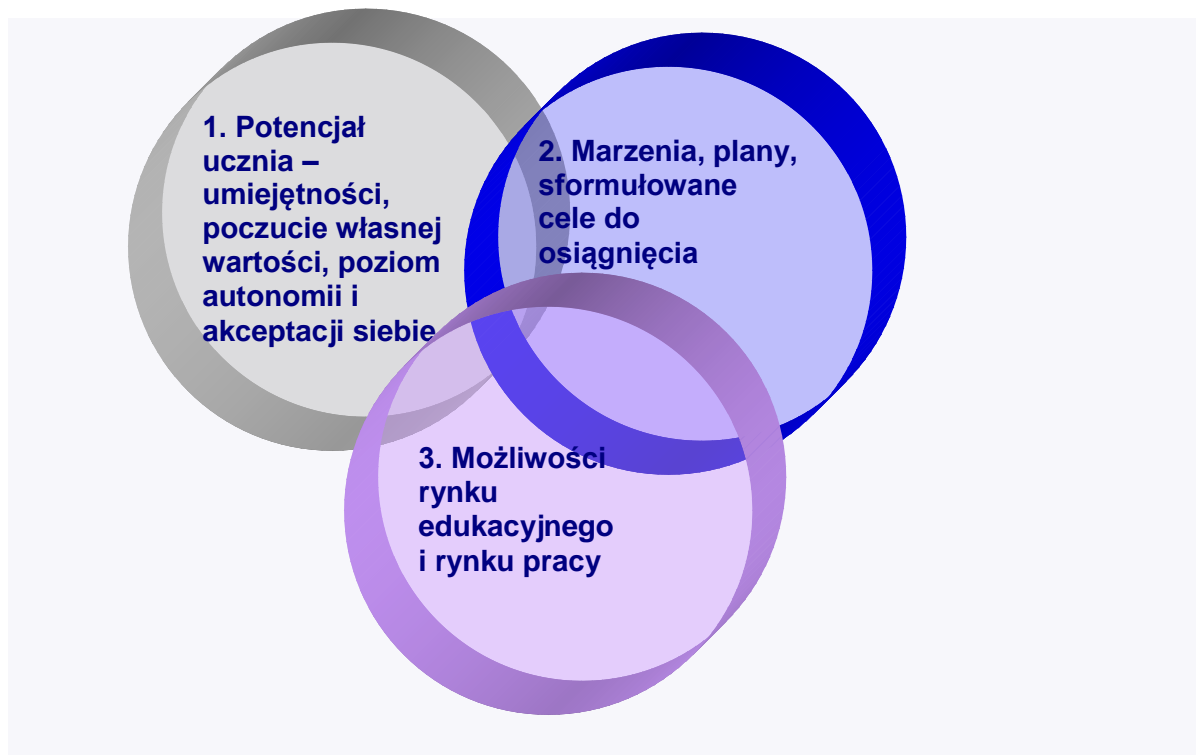 1. Potencjał
ucznia –
umiejętności,
poczucie własnej
wartości, poziom
autonomii i
akceptacji siebie
2. Marzenia, plany,
sformułowane
cele do
osiągnięcia
3. Możliwości
rynku
edukacyjnego
i rynku pracy